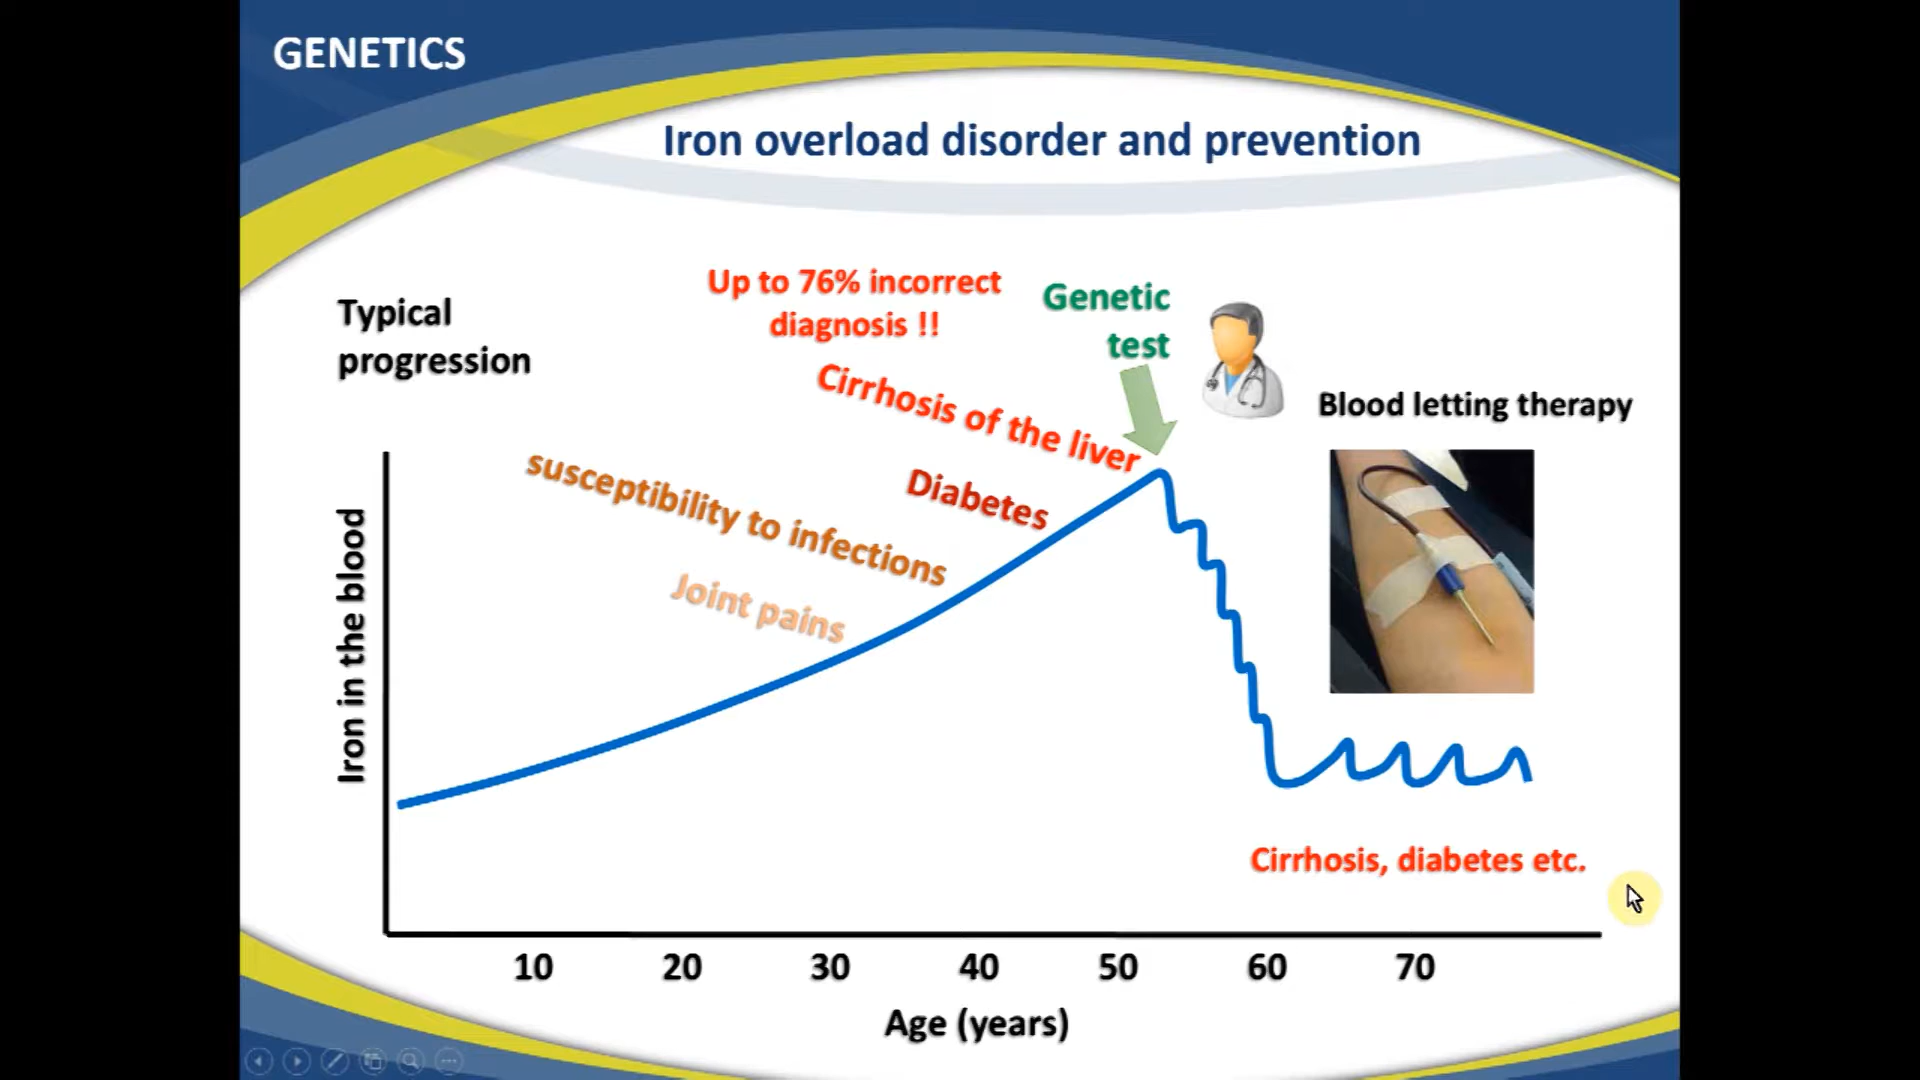 GENETICS
Iron overload disorder and prevention
Typical
progression
Up to 76% incorrect
diagnosis !!
Genetic
test
Cirrhosis of the liver
Blood letting therapy
susceptibility to infections
Diabetes
Joint pains
Iron in the blood
Cirrhosis, diabetes etc.
10 20 30 40 50 60 70
Age (years)